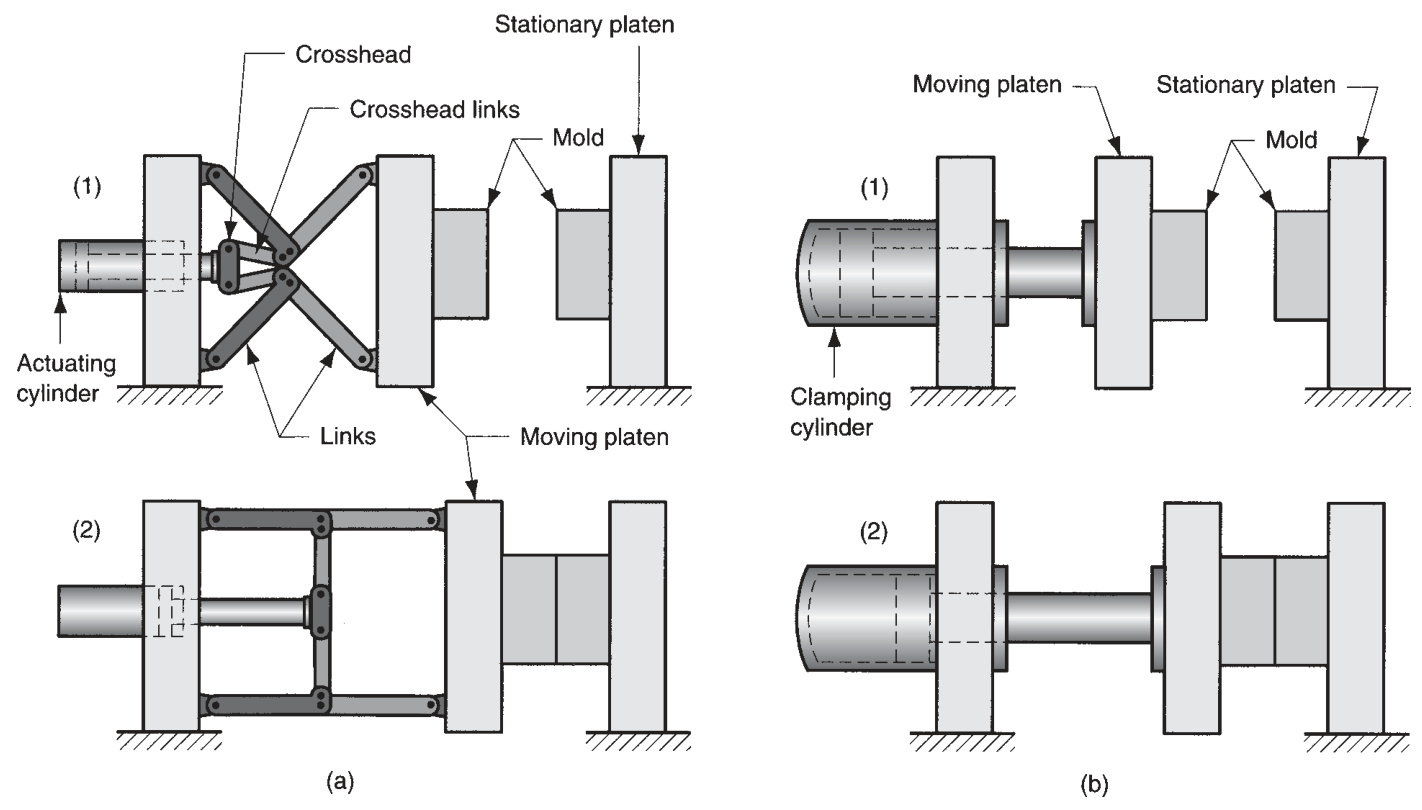 Stationary platen
Crosshead
Crosshead links
Mold
(1)
Actuating
cylinder
Links
Moving platen
(2)
(a)
Moving platen
Stationary platen
Mold
(1)
Clamping
cylinder
(2)
(b)